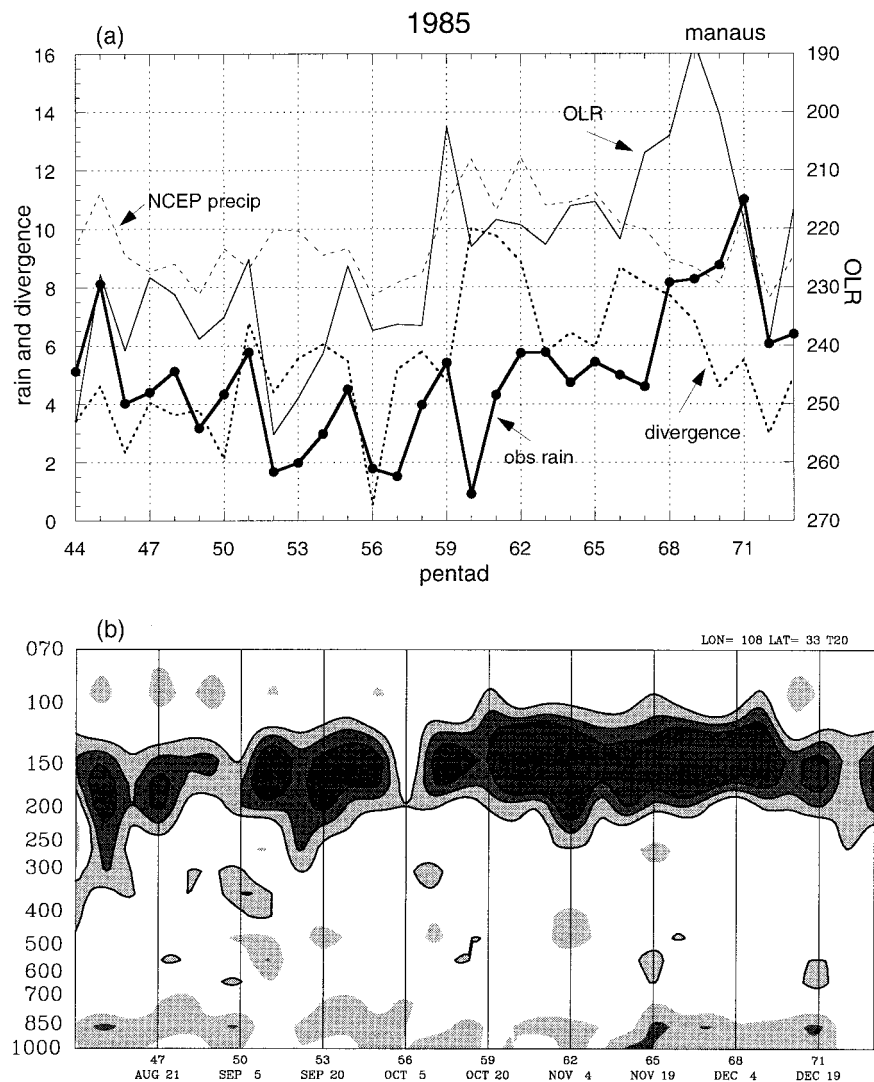 1985
(a)
manaus
16
14
12
10
8
6
4
2
0
rain and divergence
190
200
210
220
230
240
250
260
270
OLR
OLR
NCEP precip
divergence
obs rain
44 47 50 53 56 59 62 65 68 71
pentad
(b)
LON= 108 LAT= 33 T20
070
100
150
200
250
300
400
500
600
700
850
1000
47 50 53 56 59 62 65 68 71
AUG 21 SEP 5 SEP 20 OCT 5 OCT 20 NOV 4 NOV 19 DEC 4 DEC 19